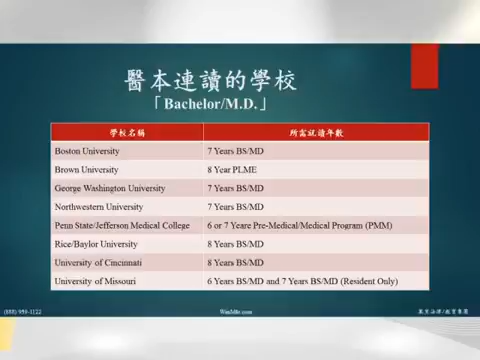 醫本連讀的學校
「Bachelor/M.D.」
學校名稱 所需就讀年數
Boston University 7 Years BS/MD
Brown University 8 Year PLME
George Washington University 7 Years BS/MD
Northwestern University 7 Years BS/MD
Penn State/Jefferson Medical College 6 or 7 Yeare Pre-Medical/Medical Program (PMM)
Rice/Baylor University 8 Years BS/MD
University of Cincinnati 8 Years BS/MD
University of Missouri 6 Years BS/MD and 7 Years BS/MD (Resident Only)